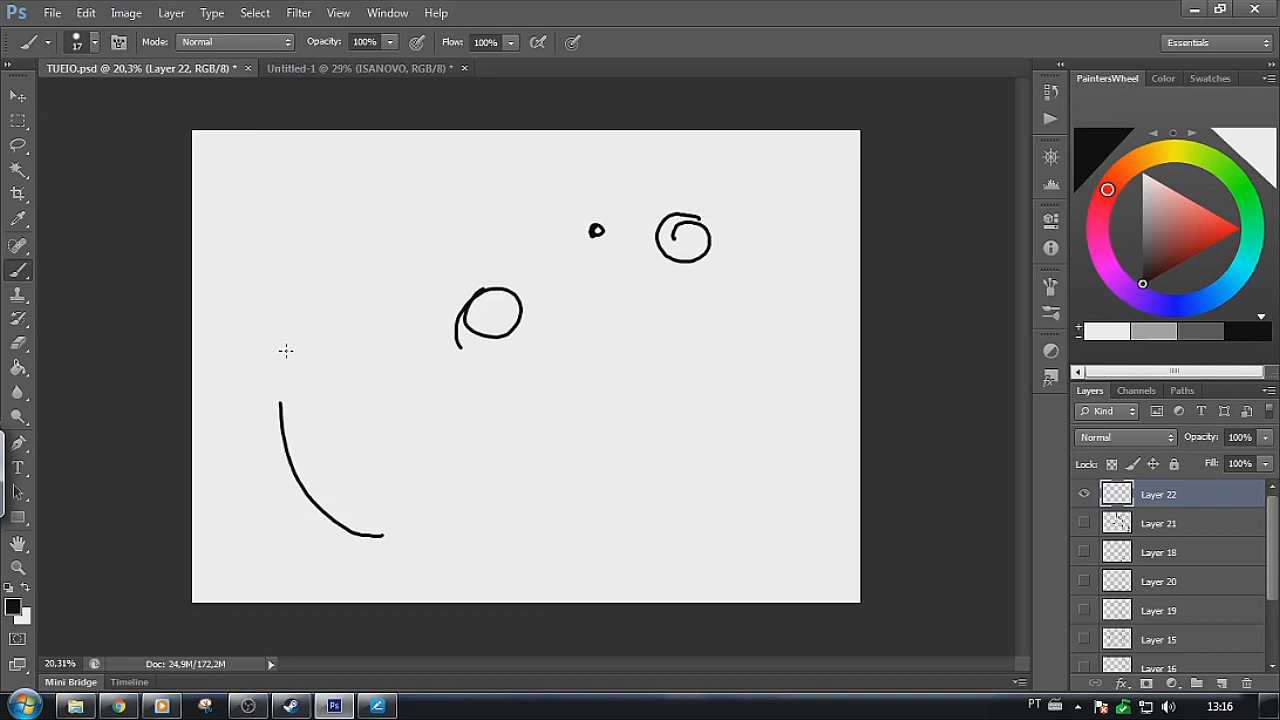 Ps File Edit Image Layer Type Select Filter View Window Help
17 Mode: Normal Opacity: 100% Flow: 100% Essentials
TUEIO.psd @ 20,3% (Layer 22, RGB/8) * × Untitled-1 @ 29% (ISANOVO, RGB/8) * ×
PaintersWheel Color Swatches
Layers Channels Paths
Kind
Normal Opacity: 100%
Lock: Fill: 100%
Layer 22
Layer 21
Layer 18
Layer 20
Layer 19
Layer 15
Layer 16
20,31% Doc: 24,9M/172,2M
Mini Bridge Timeline
PT 13:16